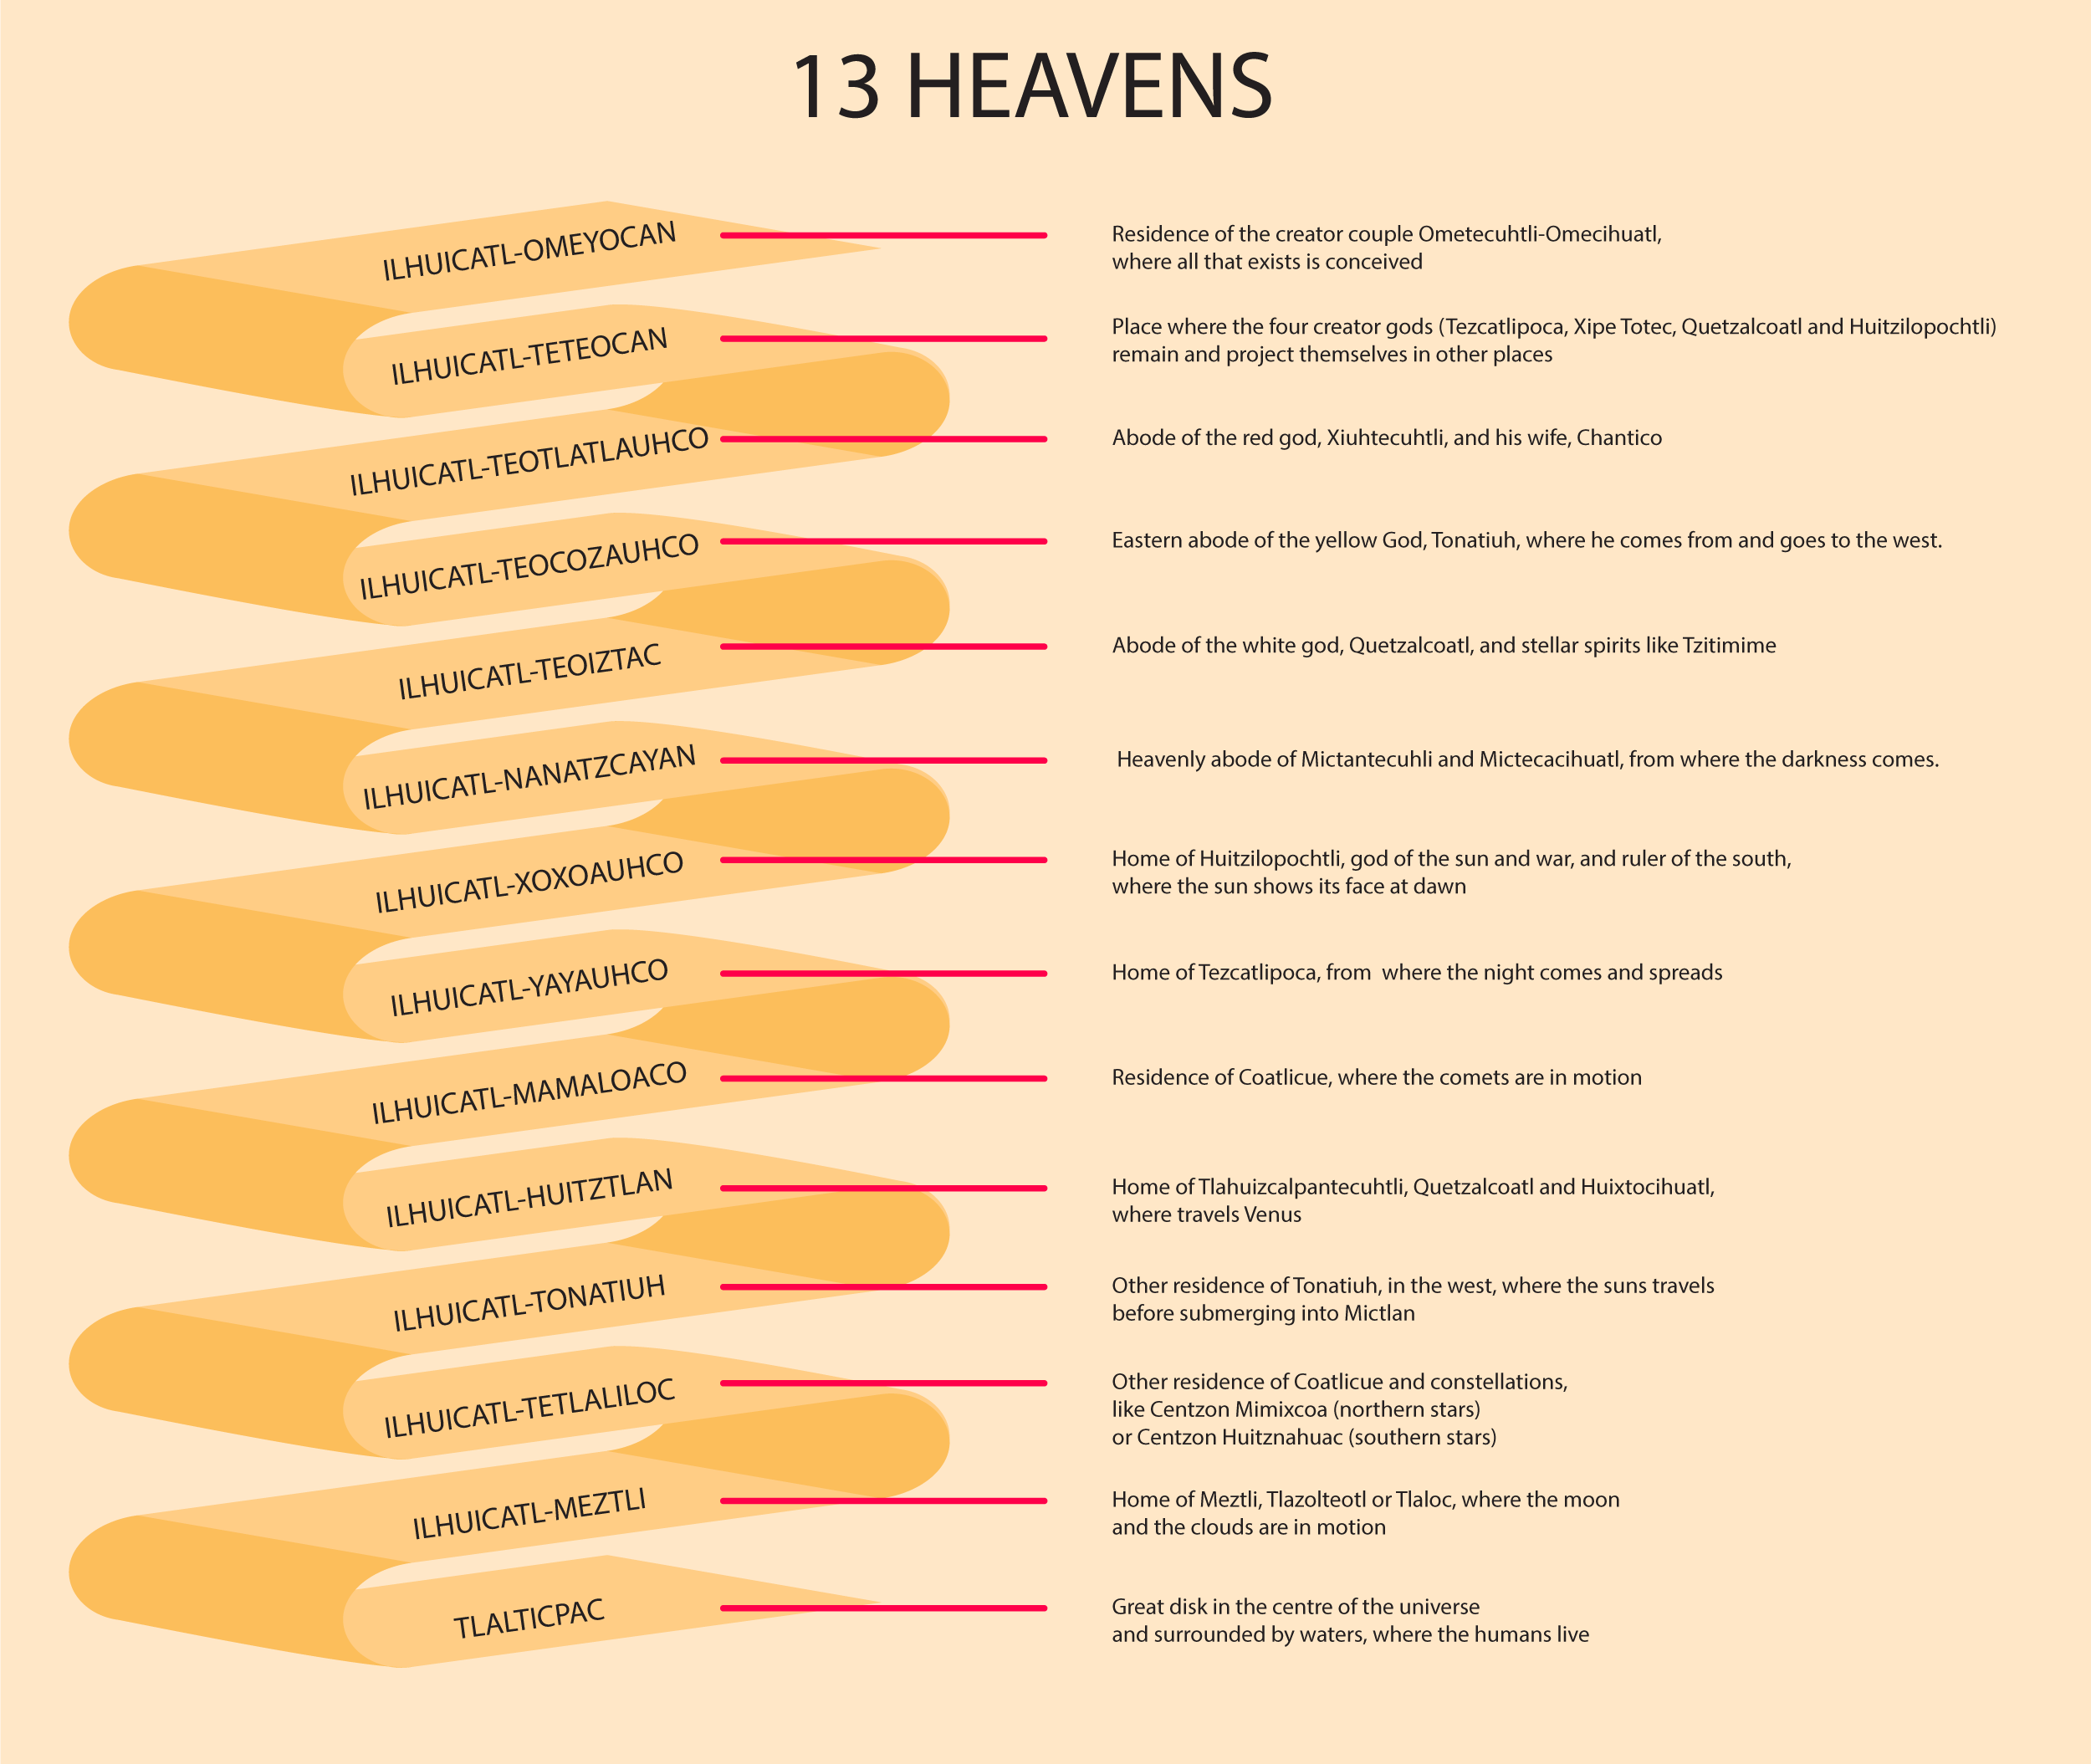 13 HEAVENS
ILHUICATL-OMEYOCAN
Residence of the creator couple Ometecuhtli-Omecihuatl,
where all that exists is conceived
ILHUICATL-TETEOCAN
Place where the four creator gods (Tezcatlipoca, Xipe Totec, Quetzalcoatl and Huitzilopochtli)
remain and project themselves in other places
ILHUICATL-TEOTLATLAUHCO
Abode of the red god, Xiuhtecuhtli, and his wife, Chantico
ILHUICATL-TEOCOZAUHCO
Eastern abode of the yellow God, Tonatiuh, where he comes from and goes to the west.
ILHUICATL-TEOIZTAC
Abode of the white god, Quetzalcoatl, and stellar spirits like Tzitimime
ILHUICATL-NANATZCAYAN
Heavenly abode of Mictantecuhli and Mictecacihuatl, from where the darkness comes.
ILHUICATL-XOXOAUHCO
Home of Huitzilopochtli, god of the sun and war, and ruler of the south,
where the sun shows its face at dawn
ILHUICATL-YAYAUHCO
Home of Tezcatlipoca, from  where the night comes and spreads
ILHUICATL-MAMALOACO
Residence of Coatlicue, where the comets are in motion
ILHUICATL-HUITZTLAN
Home of Tlahuizcalpantecuhtli, Quetzalcoatl and Huixtocihuatl,
where travels Venus
ILHUICATL-TONATIUH
Other residence of Tonatiuh, in the west, where the suns travels
before submerging into Mictlan
ILHUICATL-TETLALILOC
Other residence of Coatlicue and constellations,
like Centzon Mimixcoa (northern stars)
or Centzon Huitznahuac (southern stars)
ILHUICATL-MEZTLI
Home of Meztli, Tlazolteotl or Tlaloc, where the moon
and the clouds are in motion
TLALTICPAC
Great disk in the centre of the universe
and surrounded by waters, where the humans live